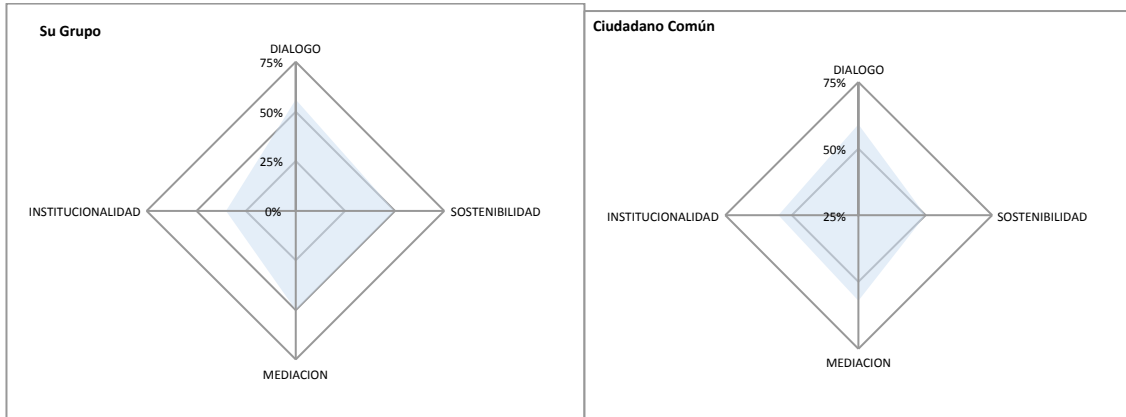 Su Grupo
DIALOGO
75%
50%
25%
0%
INSTITUCIONALIDAD
SOSTENIBILIDAD
MEDIACION
Ciudadano Común
DIALOGO
75%
50%
25%
INSTITUCIONALIDAD
SOSTENIBILIDAD
MEDIACION